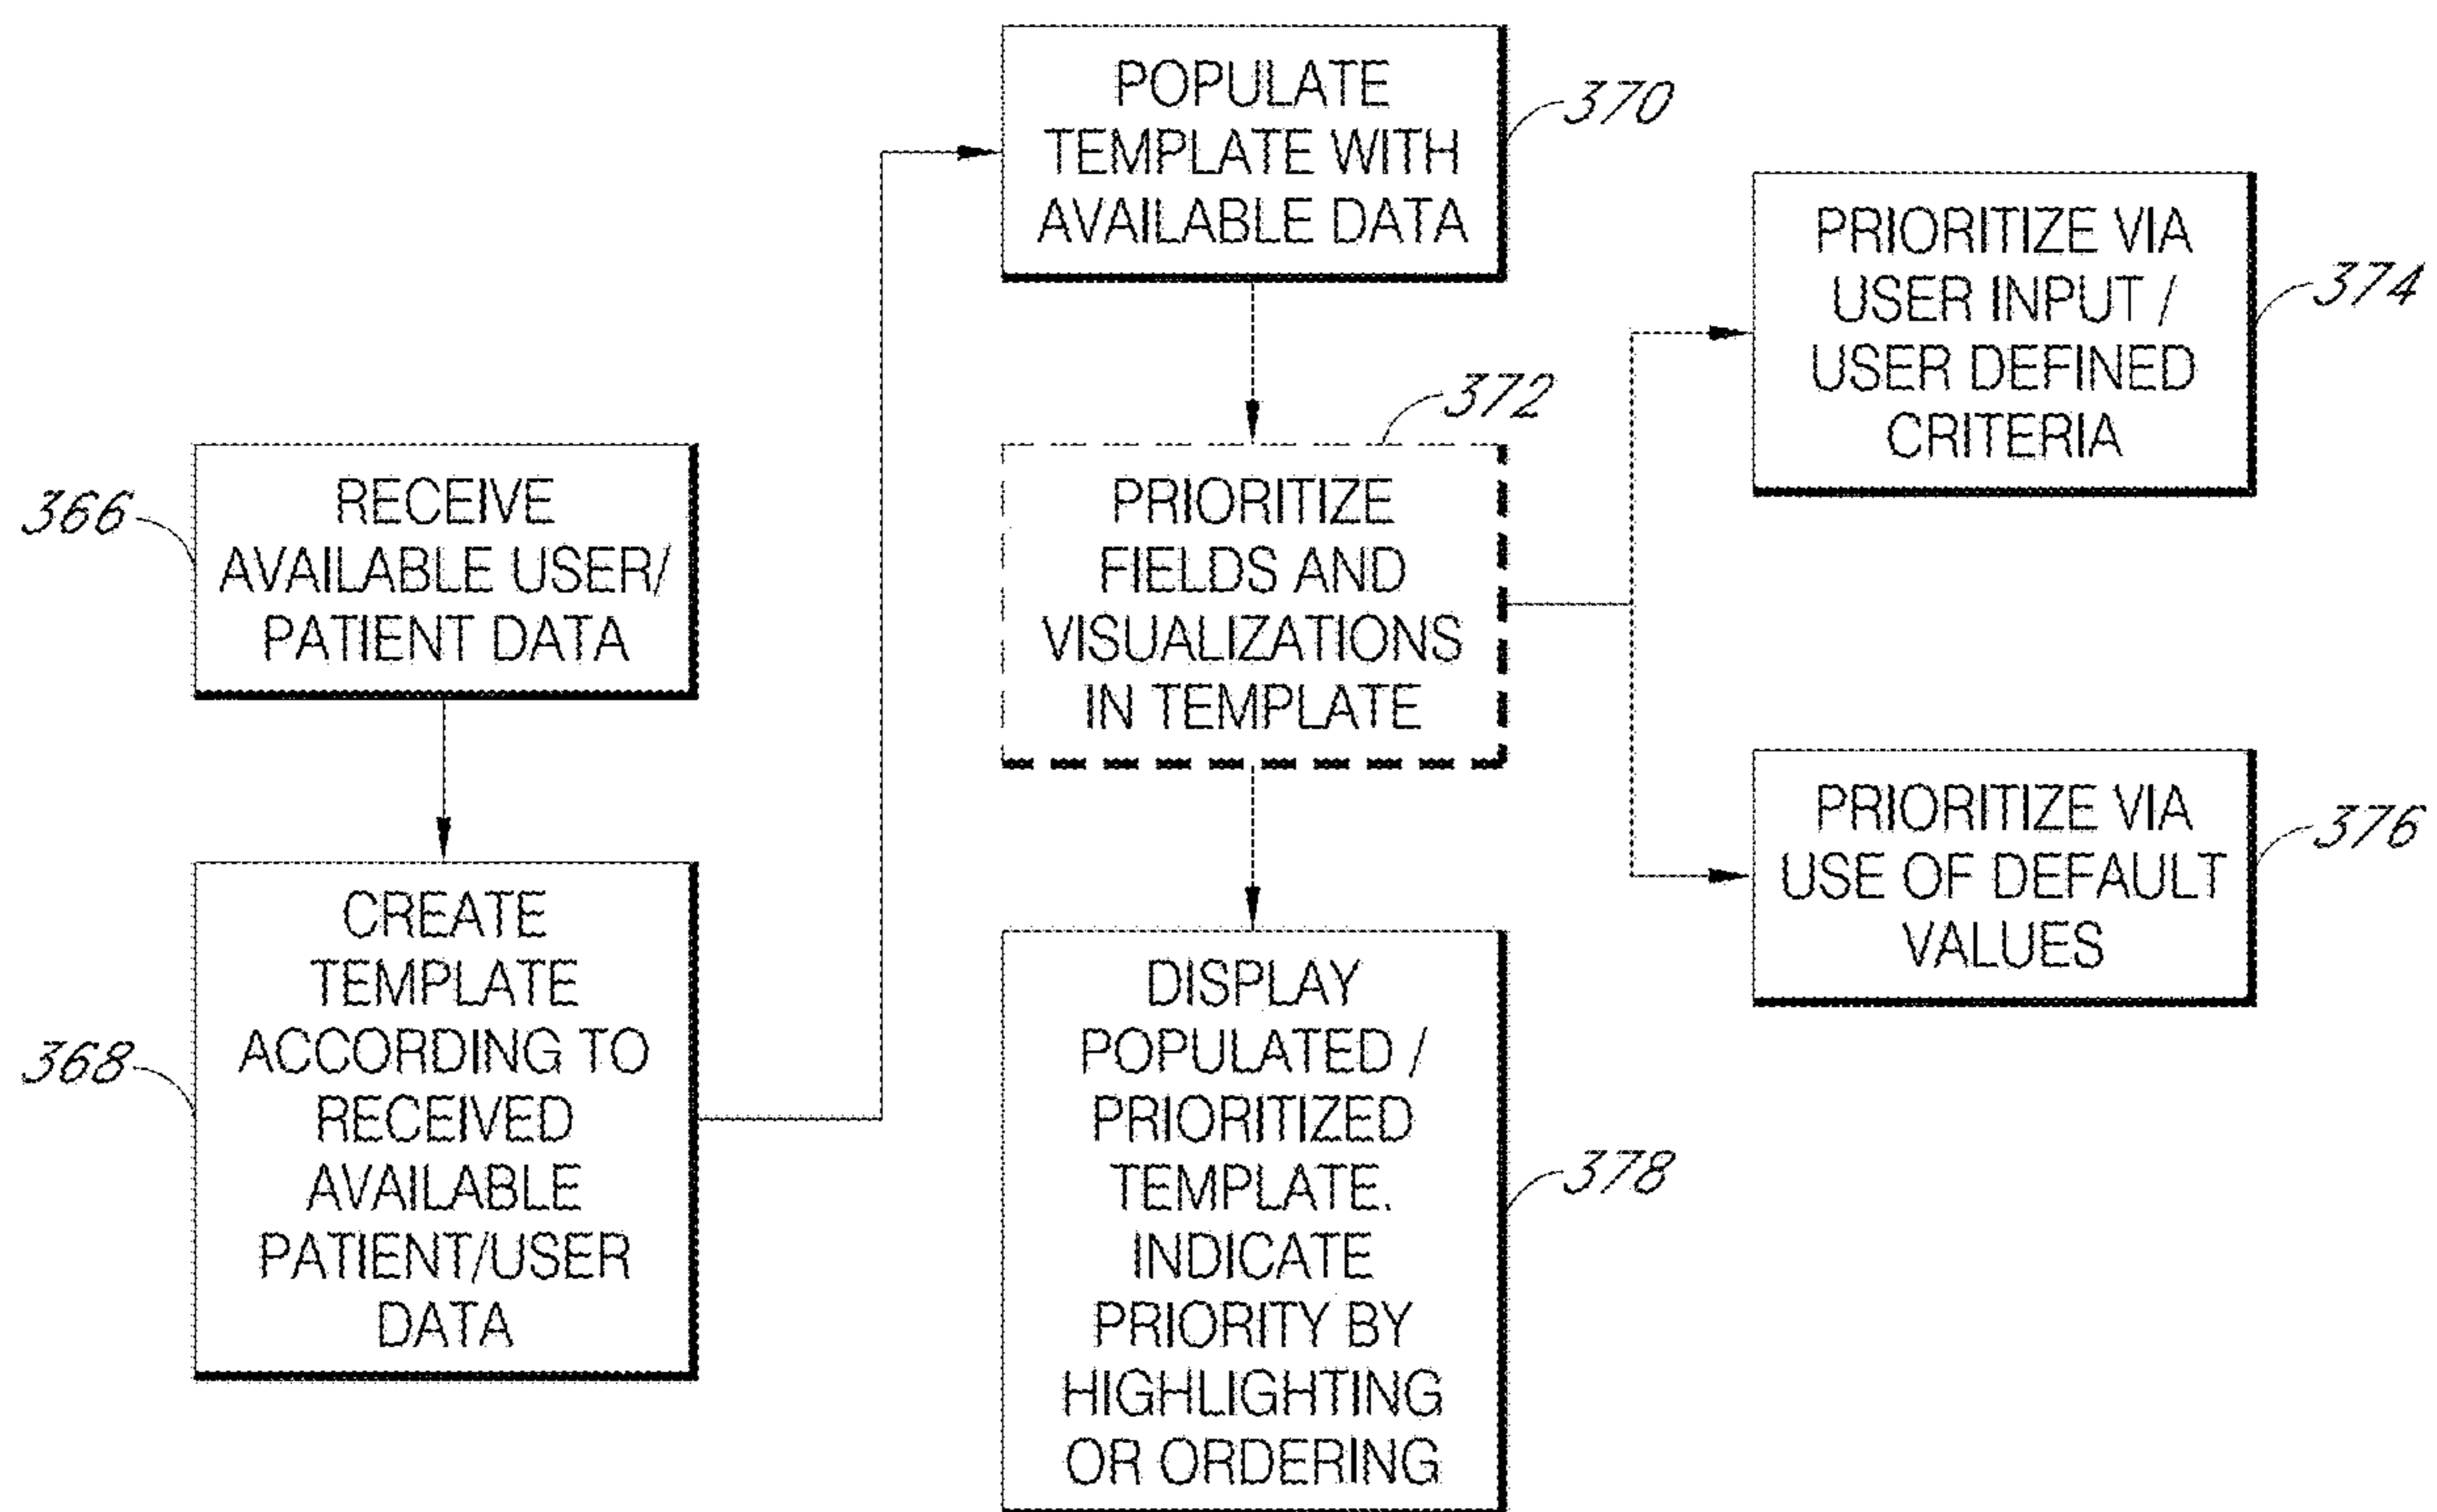 366
RECEIVE
AVAILABLE USER/
PATIENT DATA
368
CREATE
TEMPLATE
ACCORDING TO
RECEIVED
AVAILABLE
PATIENT/USER
DATA
370
POPULATE
TEMPLATE WITH
AVAILABLE DATA
372
PRIORITIZE
FIELDS AND
VISUALIZATIONS
IN TEMPLATE
374
PRIORITIZE VIA
USER INPUT /
USER DEFINED
CRITERIA
376
PRIORITIZE VIA
USE OF DEFAULT
VALUES
378
DISPLAY
POPULATED /
PRIORITIZED
TEMPLATE.
INDICATE
PRIORITY BY
HIGHLIGHTING
OR ORDERING